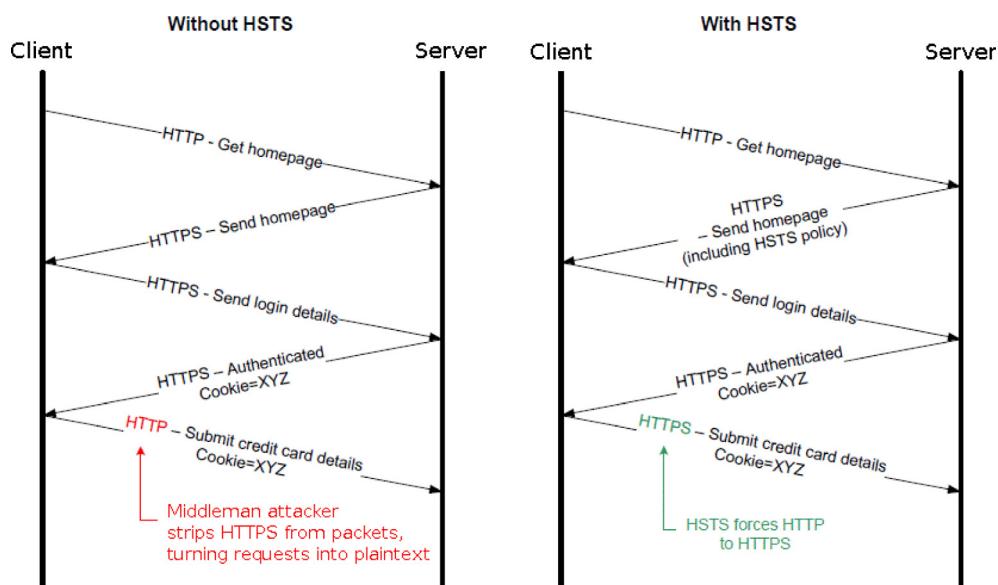 Without HSTS
Client
Server
HTTP - Get homepage
HTTPS – Send homepage
HTTPS - Send login details
HTTPS – Authenticated
Cookie=XYZ
HTTP – Submit credit card details
Cookie=XYZ
Middleman attacker
strips HTTPS from packets,
turning requests into plaintext
With HSTS
Client
Server
HTTP - Get homepage
HTTPS
– Send homepage
(including HSTS policy)
HTTPS - Send login details
HTTPS – Authenticated
Cookie=XYZ
HTTPS – Submit credit card details
Cookie=XYZ
HSTS forces HTTP
to HTTPS